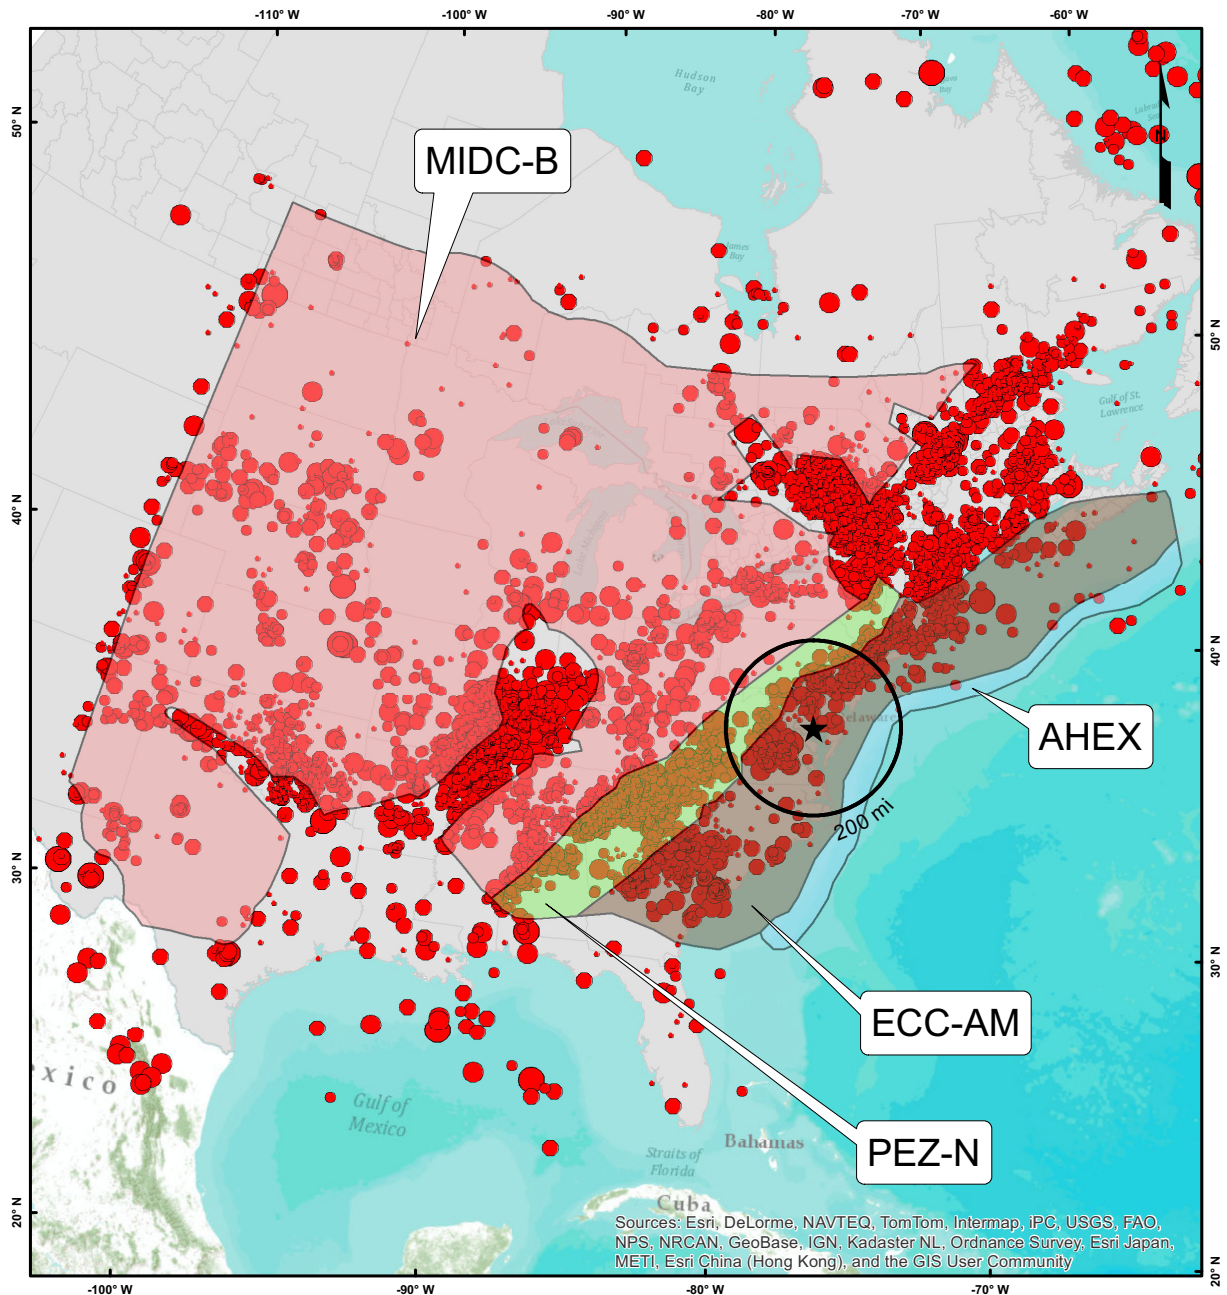 -110° W
-100° W
-90° W
-80° W
-70° W
-60° W
50° N
40° N
30° N
20° N
50° N
40° N
30° N
20° N
Hudson
Bay
James
Bay
MIDC-B
N
Gulf of St.
Lawrence
Delaware
AHEX
200 mi
ECC-AM
PEZ-N
xico
Gulf of
Mexico
Straits of
Florida
Bahamas
Cuba
Sources: Esri, DeLorme, NAVTEQ, TomTom, Intermap, iPC, USGS, FAO,
NPS, NRCAN, GeoBase, IGN, Kadaster NL, Ordnance Survey, Esri Japan,
METI, Esri China (Hong Kong), and the GIS User Community
-100° W
-90° W
-80° W
-70° W